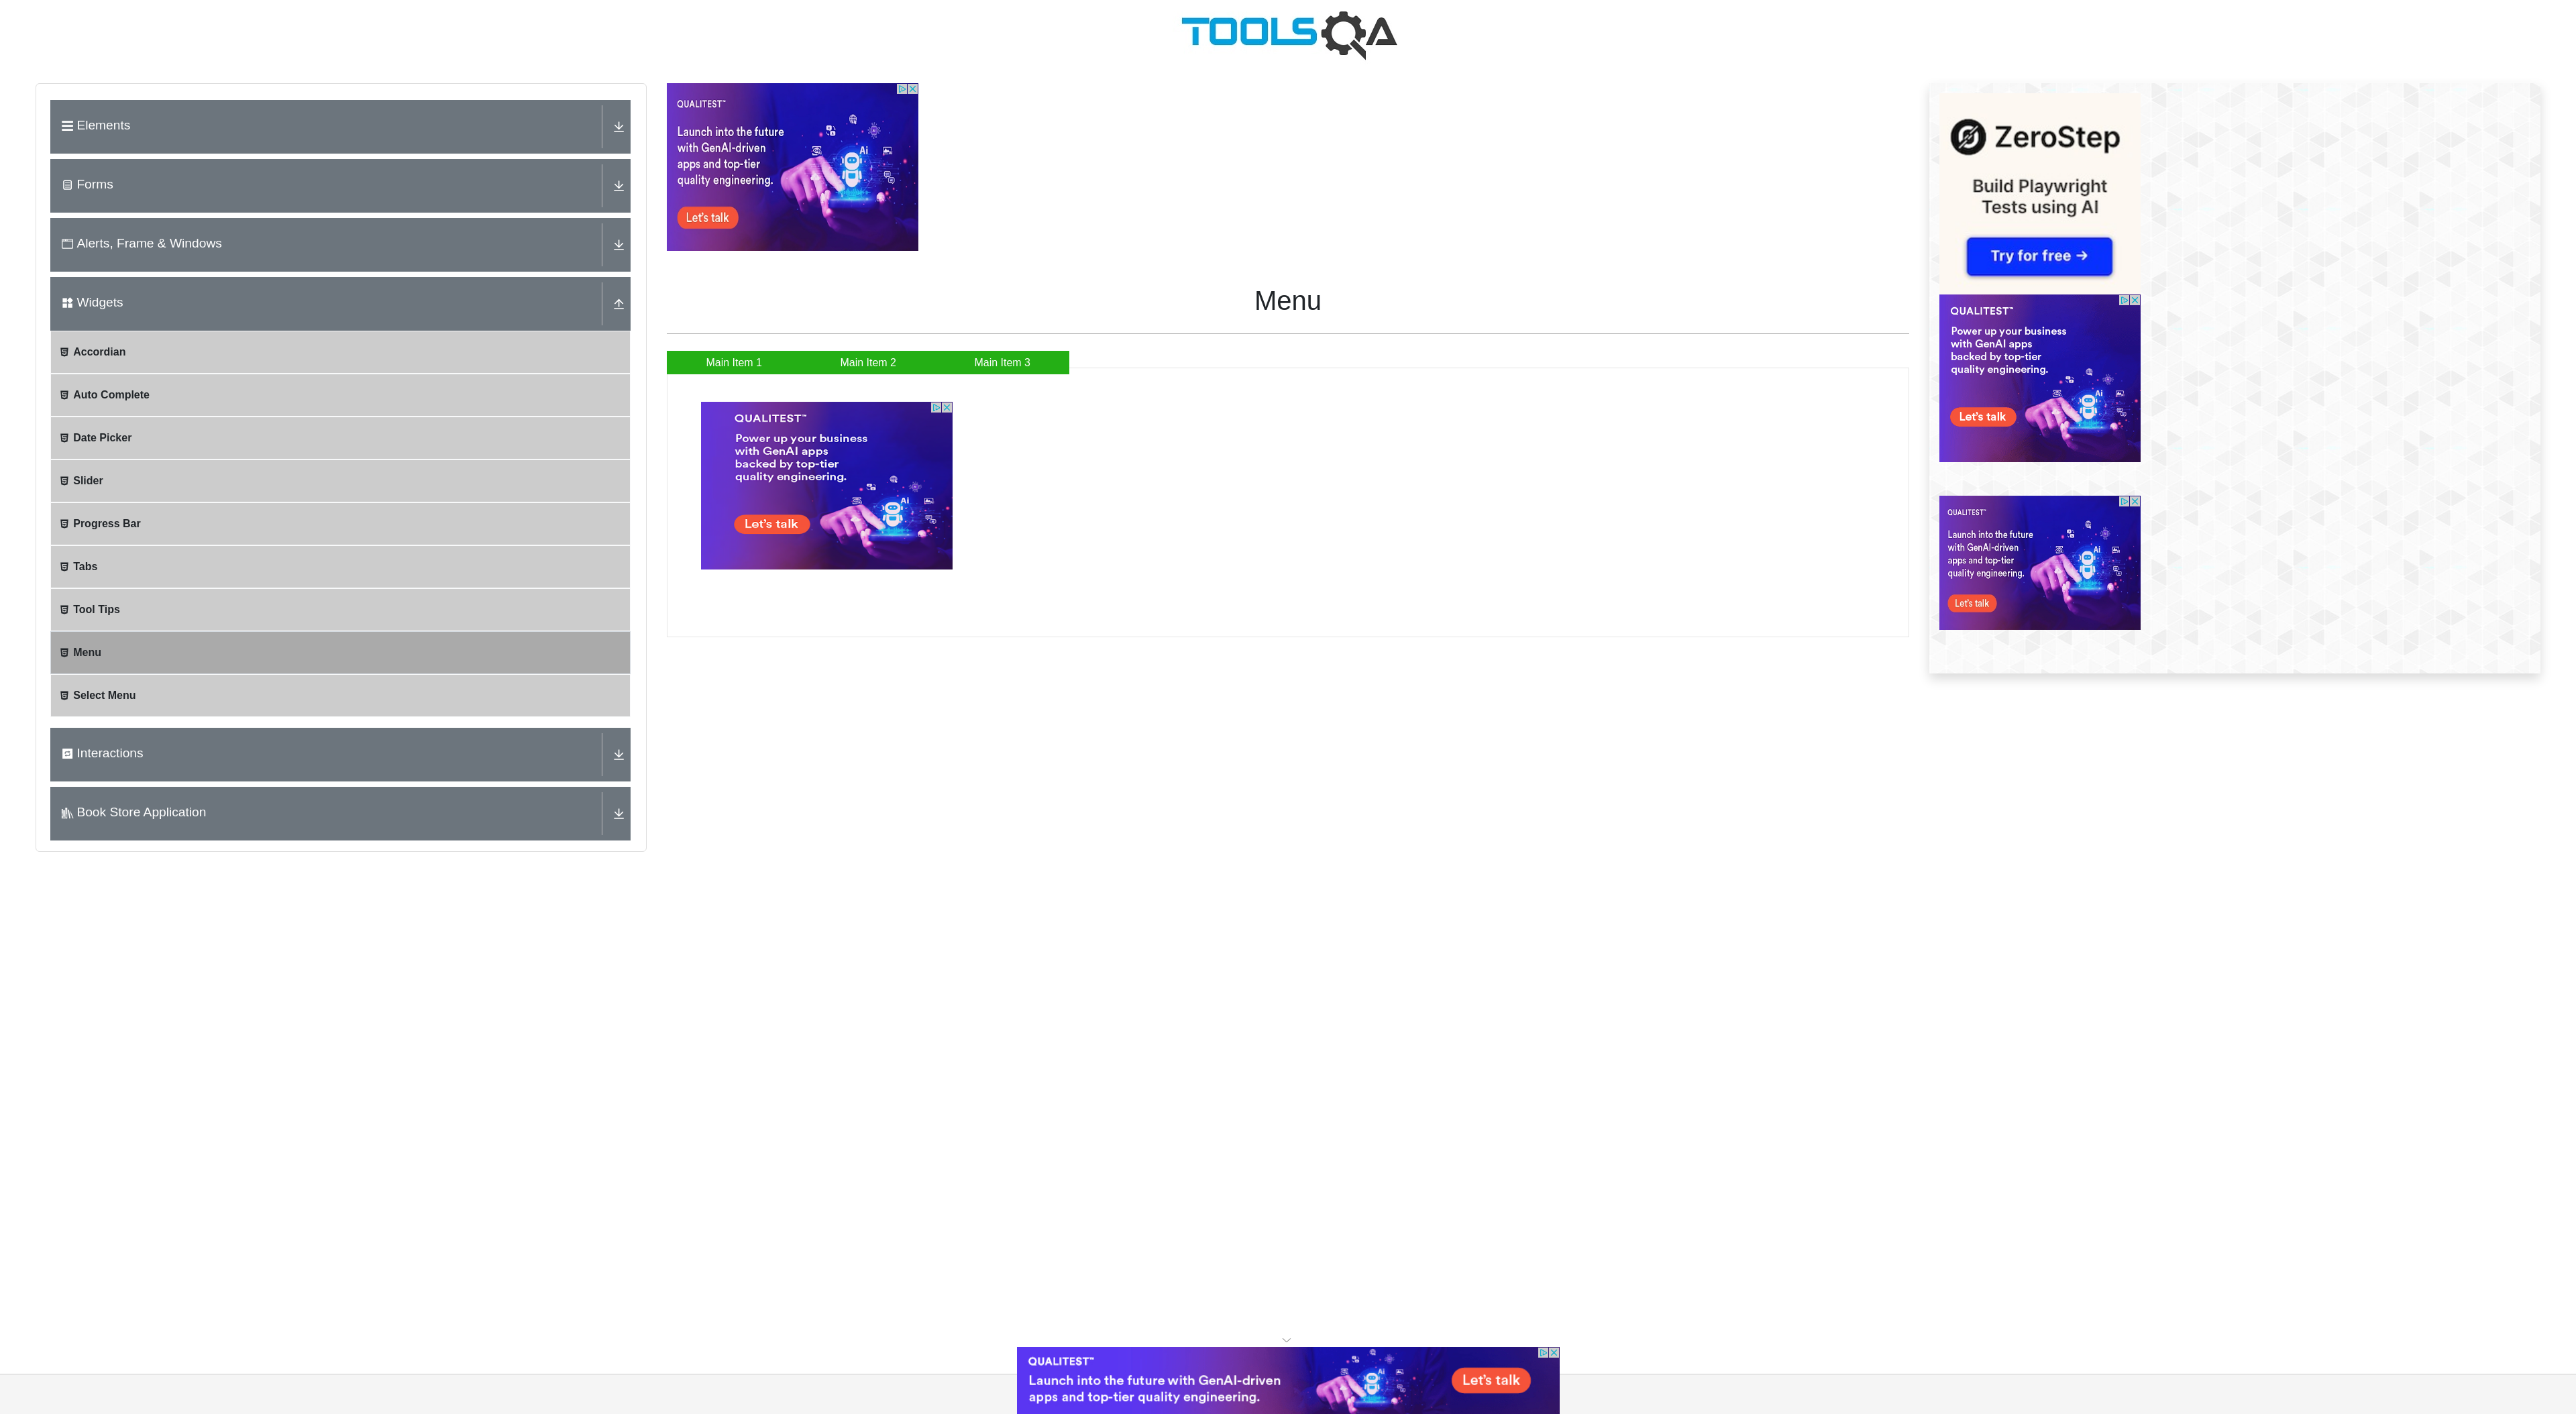 TOOLSQA
Elements
Forms
Alerts, Frame & Windows
Widgets
Accordian
Auto Complete
Date Picker
Slider
Progress Bar
Tabs
Tool Tips
Menu
Select Menu
Interactions
Book Store Application
QUALITEST™
Launch into the future
with GenAI-driven
apps and top-tier
quality engineering.
Ai
Let's talk
Menu
Main Item 1
Main Item 2
Main Item 3
QUALITEST™
Power up your business
with GenAI apps
backed by top-tier
quality engineering.
Ai
Let's talk
ZeroStep
Build Playwright
Tests using AI
Try for free →
QUALITEST™
Power up your business
with GenAI apps
backed by top-tier
quality engineering.
Ai
Let's talk
QUALITEST™
Launch into the future
with GenAI-driven
apps and top-tier
quality engineering.
Ai
Let's talk
QUALITEST™
Launch into the future with GenAI-driven
apps and top-tier quality engineering.
Ai
Let's talk